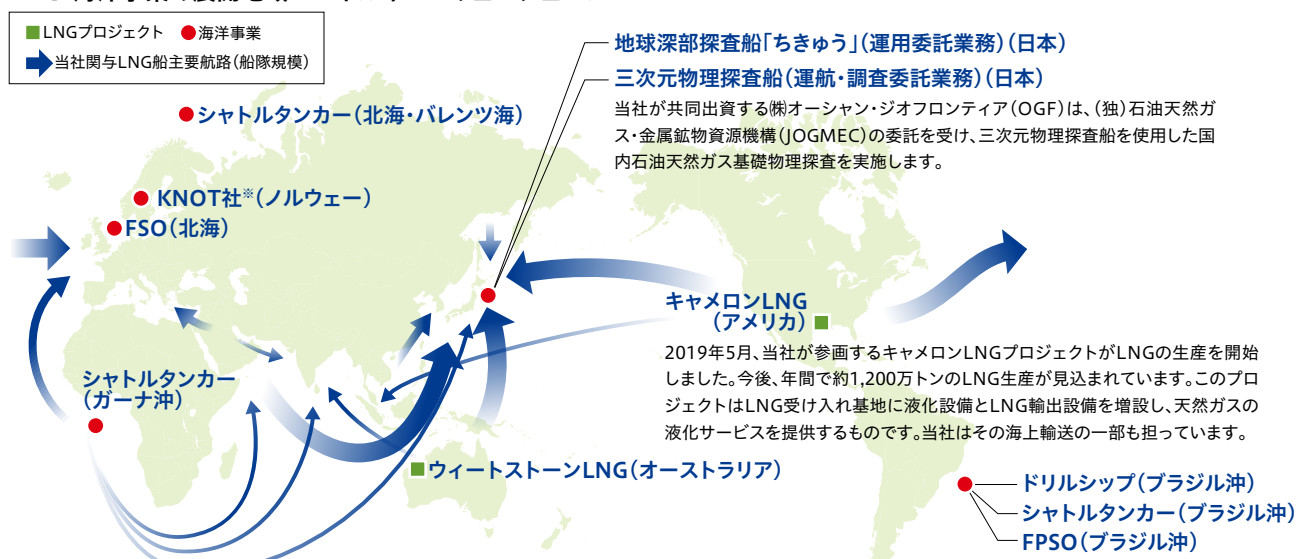 ■LNGプロジェクト ●海洋事業
当社関与LNG船主要航路(船隊規模)
地球深部探査船「ちきゅう」(運用委託業務)(日本)
三次元物理探査船(運航・調査委託業務)(日本)
当社が共同出資する㈱オーシャン・ジオフロンティア(OGF)は、(独)石油天然ガ
ス・金属鉱物資源機構(JOGMEC)の委託を受け、三次元物理探査船を使用した国
内石油天然ガス基礎物理探査を実施します。
シャトルタンカー(北海・バレンツ海)
KNOT社※(ノルウェー)
FSO(北海)
キャメロンLNG
(アメリカ)
2019年5月、当社が参画するキャメロンLNGプロジェクトがLNGの生産を開始
しました。今後、年間で約1,200万トンのLNG生産が見込まれています。このプロ
ジェクトはLNG受け入れ基地に液化設備とLNG輸出設備を増設し、天然ガスの
液化サービスを提供するものです。当社はその海上輸送の一部も担っています。
シャトルタンカー
(ガーナ沖)
ウィートストーンLNG(オーストラリア)
ドリルシップ(ブラジル沖)
シャトルタンカー(ブラジル沖)
FPSO(ブラジル沖)